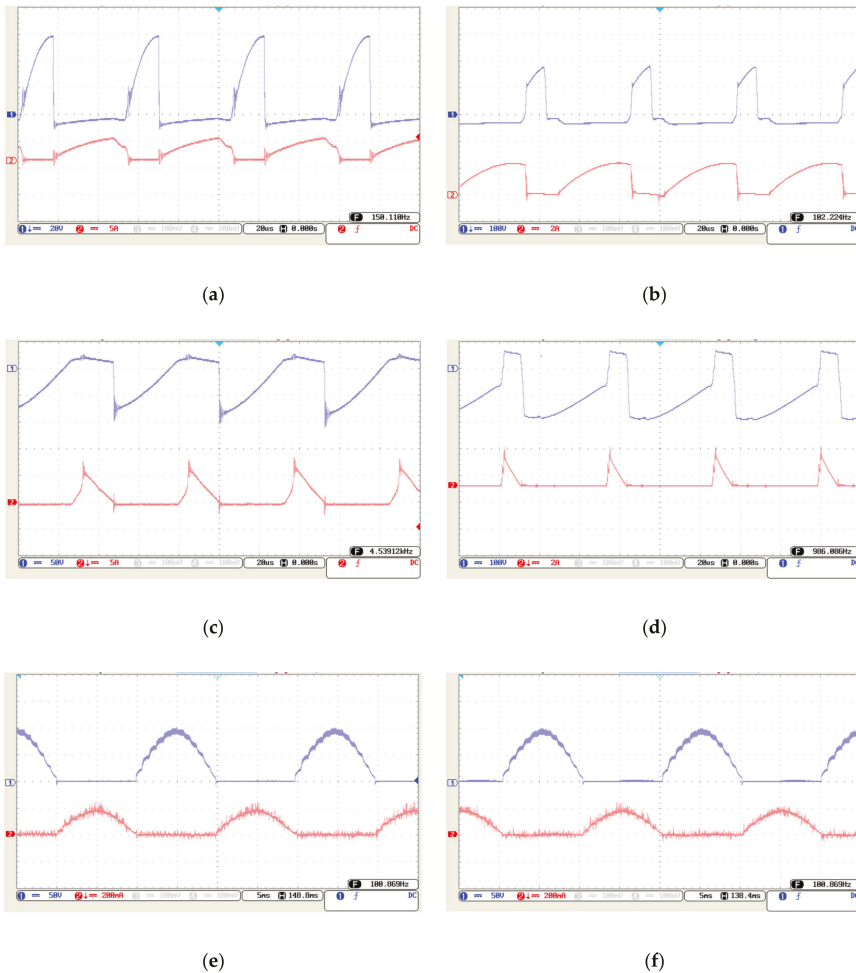 1
2
F 150.110Hz
1 20V 2 5A 3 100mV 4 100mV 20us H 0.000s 2 DC
(a)
1
2
F 102.224Hz
1 100V 2 2A 3 100mV 4 100mV 20us H 0.000s 1 DC
(b)
1
2
F 4.53912kHz
1 50V 2 5A 3 100mV 4 100mV 20us H 0.000s 2 DC
(c)
1
2
F 986.086Hz
1 100V 2 2A 3 100mV 4 100mV 20us H 0.000s 1 DC
(d)
1
2
F 100.869Hz
1 50V 2 200mA 3 100mV 4 100mV 5ms H 148.8ms 1 DC
(e)
1
2
F 100.869Hz
1 50V 2 200mA 3 100mV 4 100mV 5ms H 138.4ms 1 DC
(f)